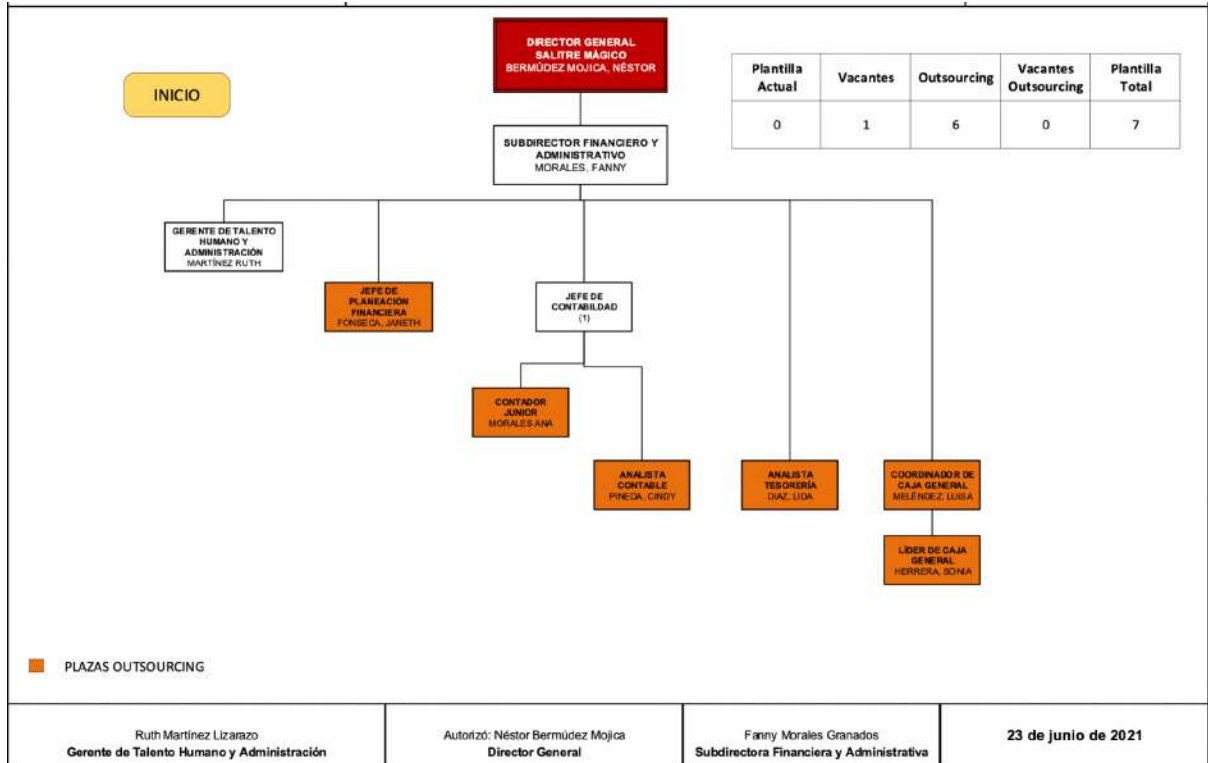 DIRECTOR GENERAL
SALITRE MÁGICO
BERMÚDEZ MOJICA, NÉSTOR
INICIO
Plantilla Actual
Vacantes
Outsourcing
Vacantes Outsourcing
Plantilla Total
0
1
6
0
7
SUBDIRECTOR FINANCIERO Y
ADMINISTRATIVO
MORALES, FANNY
GERENTE DE TALENTO
HUMANO Y
ADMINISTRACIÓN
MARTÍNEZ RUTH
JEFE DE
PLANEACIÓN
FINANCIERA
FONSECA, JANETH
JEFE DE
CONTABILDAD
(1)
CONTADOR
JUNIOR
MORALES ANA
ANALISTA
CONTABLE
PINEDA, CINDY
ANALISTA
TESORERÍA
DIAZ, LIDA
COORDINADOR DE
CAJA GENERAL
MELÉNDEZ, LUISA
LÍDER DE CAJA
GENERAL
HERRERA, SONIA
PLAZAS OUTSOURCING
Ruth Martínez Lizarazo
Gerente de Talento Humano y Administración
Autorizó: Néstor Bermúdez Mojica
Director General
Fanny Morales Granados
Subdirectora Financiera y Administrativa
23 de junio de 2021